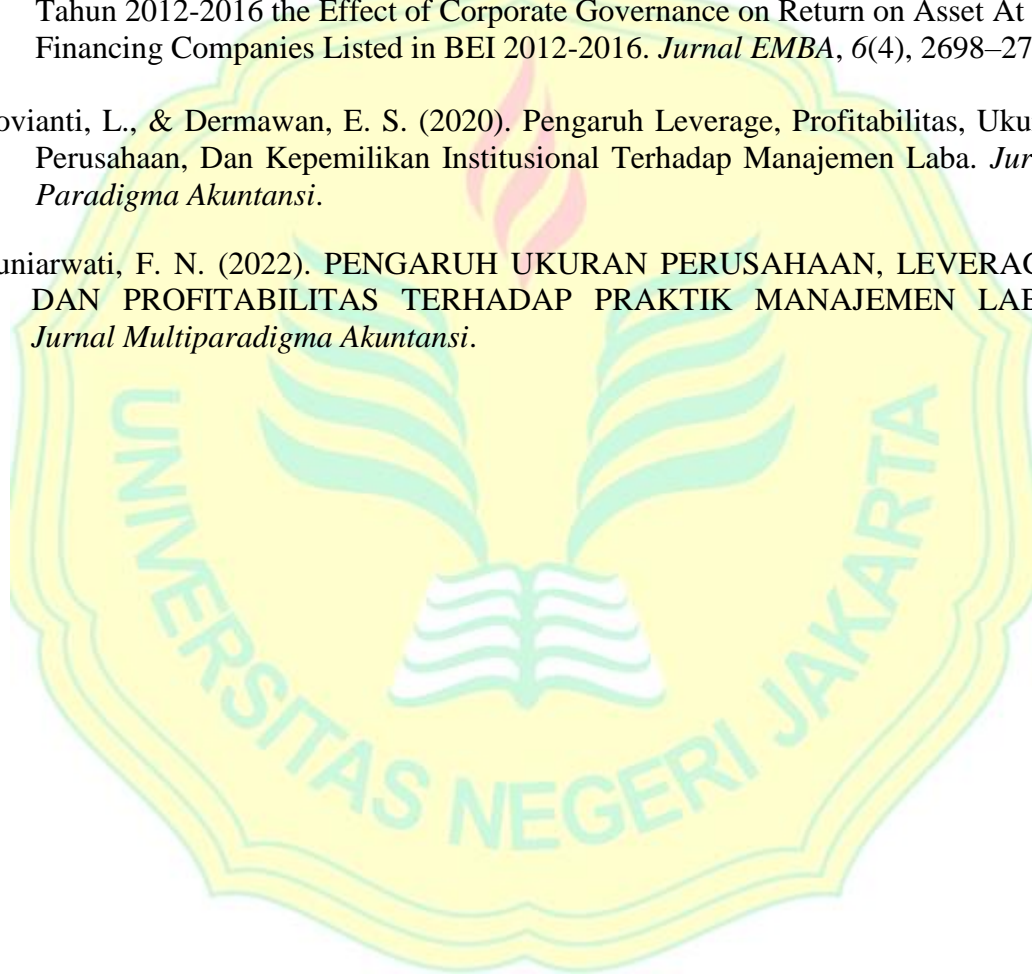 Tahun 2012-2016 the Effect of Corporate Governance on Return on Asset At
Financing Companies Listed in BEI 2012-2016. Jurnal EMBA, 6(4), 2698–27
ovianti, L., & Dermawan, E. S. (2020). Pengaruh Leverage, Profitabilitas, Uku
Perusahaan, Dan Kepemilikan Institusional Terhadap Manajemen Laba. Jur
Paradigma Akuntansi.
uniarwati, F. N. (2022). PENGARUH UKURAN PERUSAHAAN, LEVERAG
DAN PROFITABILITAS TERHADAP PRAKTIK MANAJEMEN LAB
Jurnal Multiparadigma Akuntansi.
UNIVERSITAS NEGERI JAKARTA